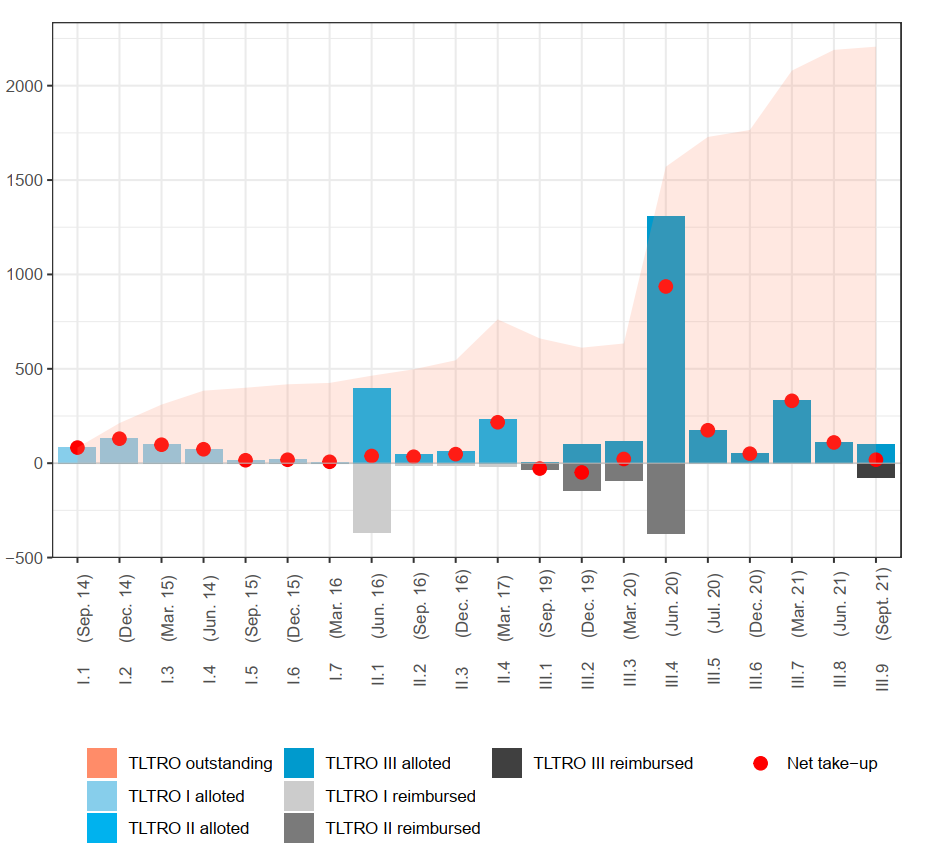 2000
1500
1000
500
0
−500
I.1 (Sep. 14)
I.2 (Dec. 14)
I.3 (Mar. 15)
I.4 (Jun. 14)
I.5 (Sep. 15)
I.6 (Dec. 15)
I.7 (Mar. 16
II.1 (Jun. 16)
II.2 (Sep. 16)
II.3 (Dec. 16)
II.4 (Mar. 17)
III.1 (Sep. 19)
III.2 (Dec. 19)
III.3 (Mar. 20)
III.4 (Jun. 20)
III.5 (Jul. 20)
III.6 (Dec. 20)
III.7 (Mar. 21)
III.8 (Jun. 21)
III.9 (Sept. 21)
TLTRO outstanding
TLTRO I alloted
TLTRO II alloted
TLTRO III alloted
TLTRO I reimbursed
TLTRO II reimbursed
TLTRO III reimbursed
Net take−up